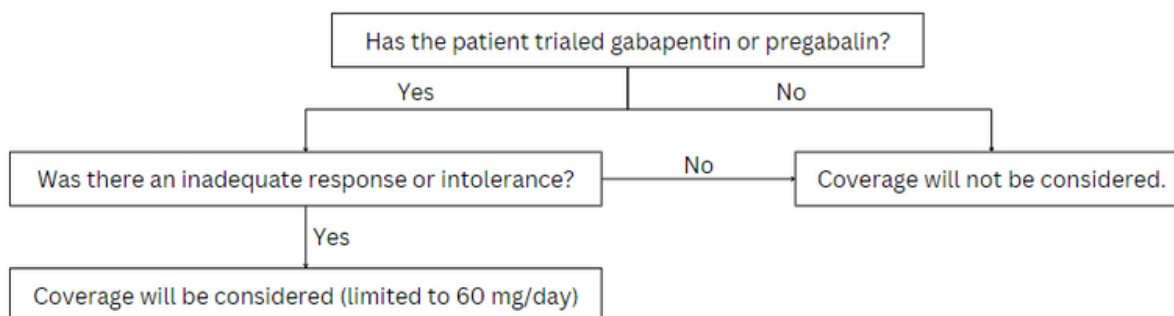 Has the patient trialed gabapentin or pregabalin?
Yes
No
Was there an inadequate response or intolerance?
No
Coverage will not be considered.
Yes
Coverage will be considered (limited to 60 mg/day)